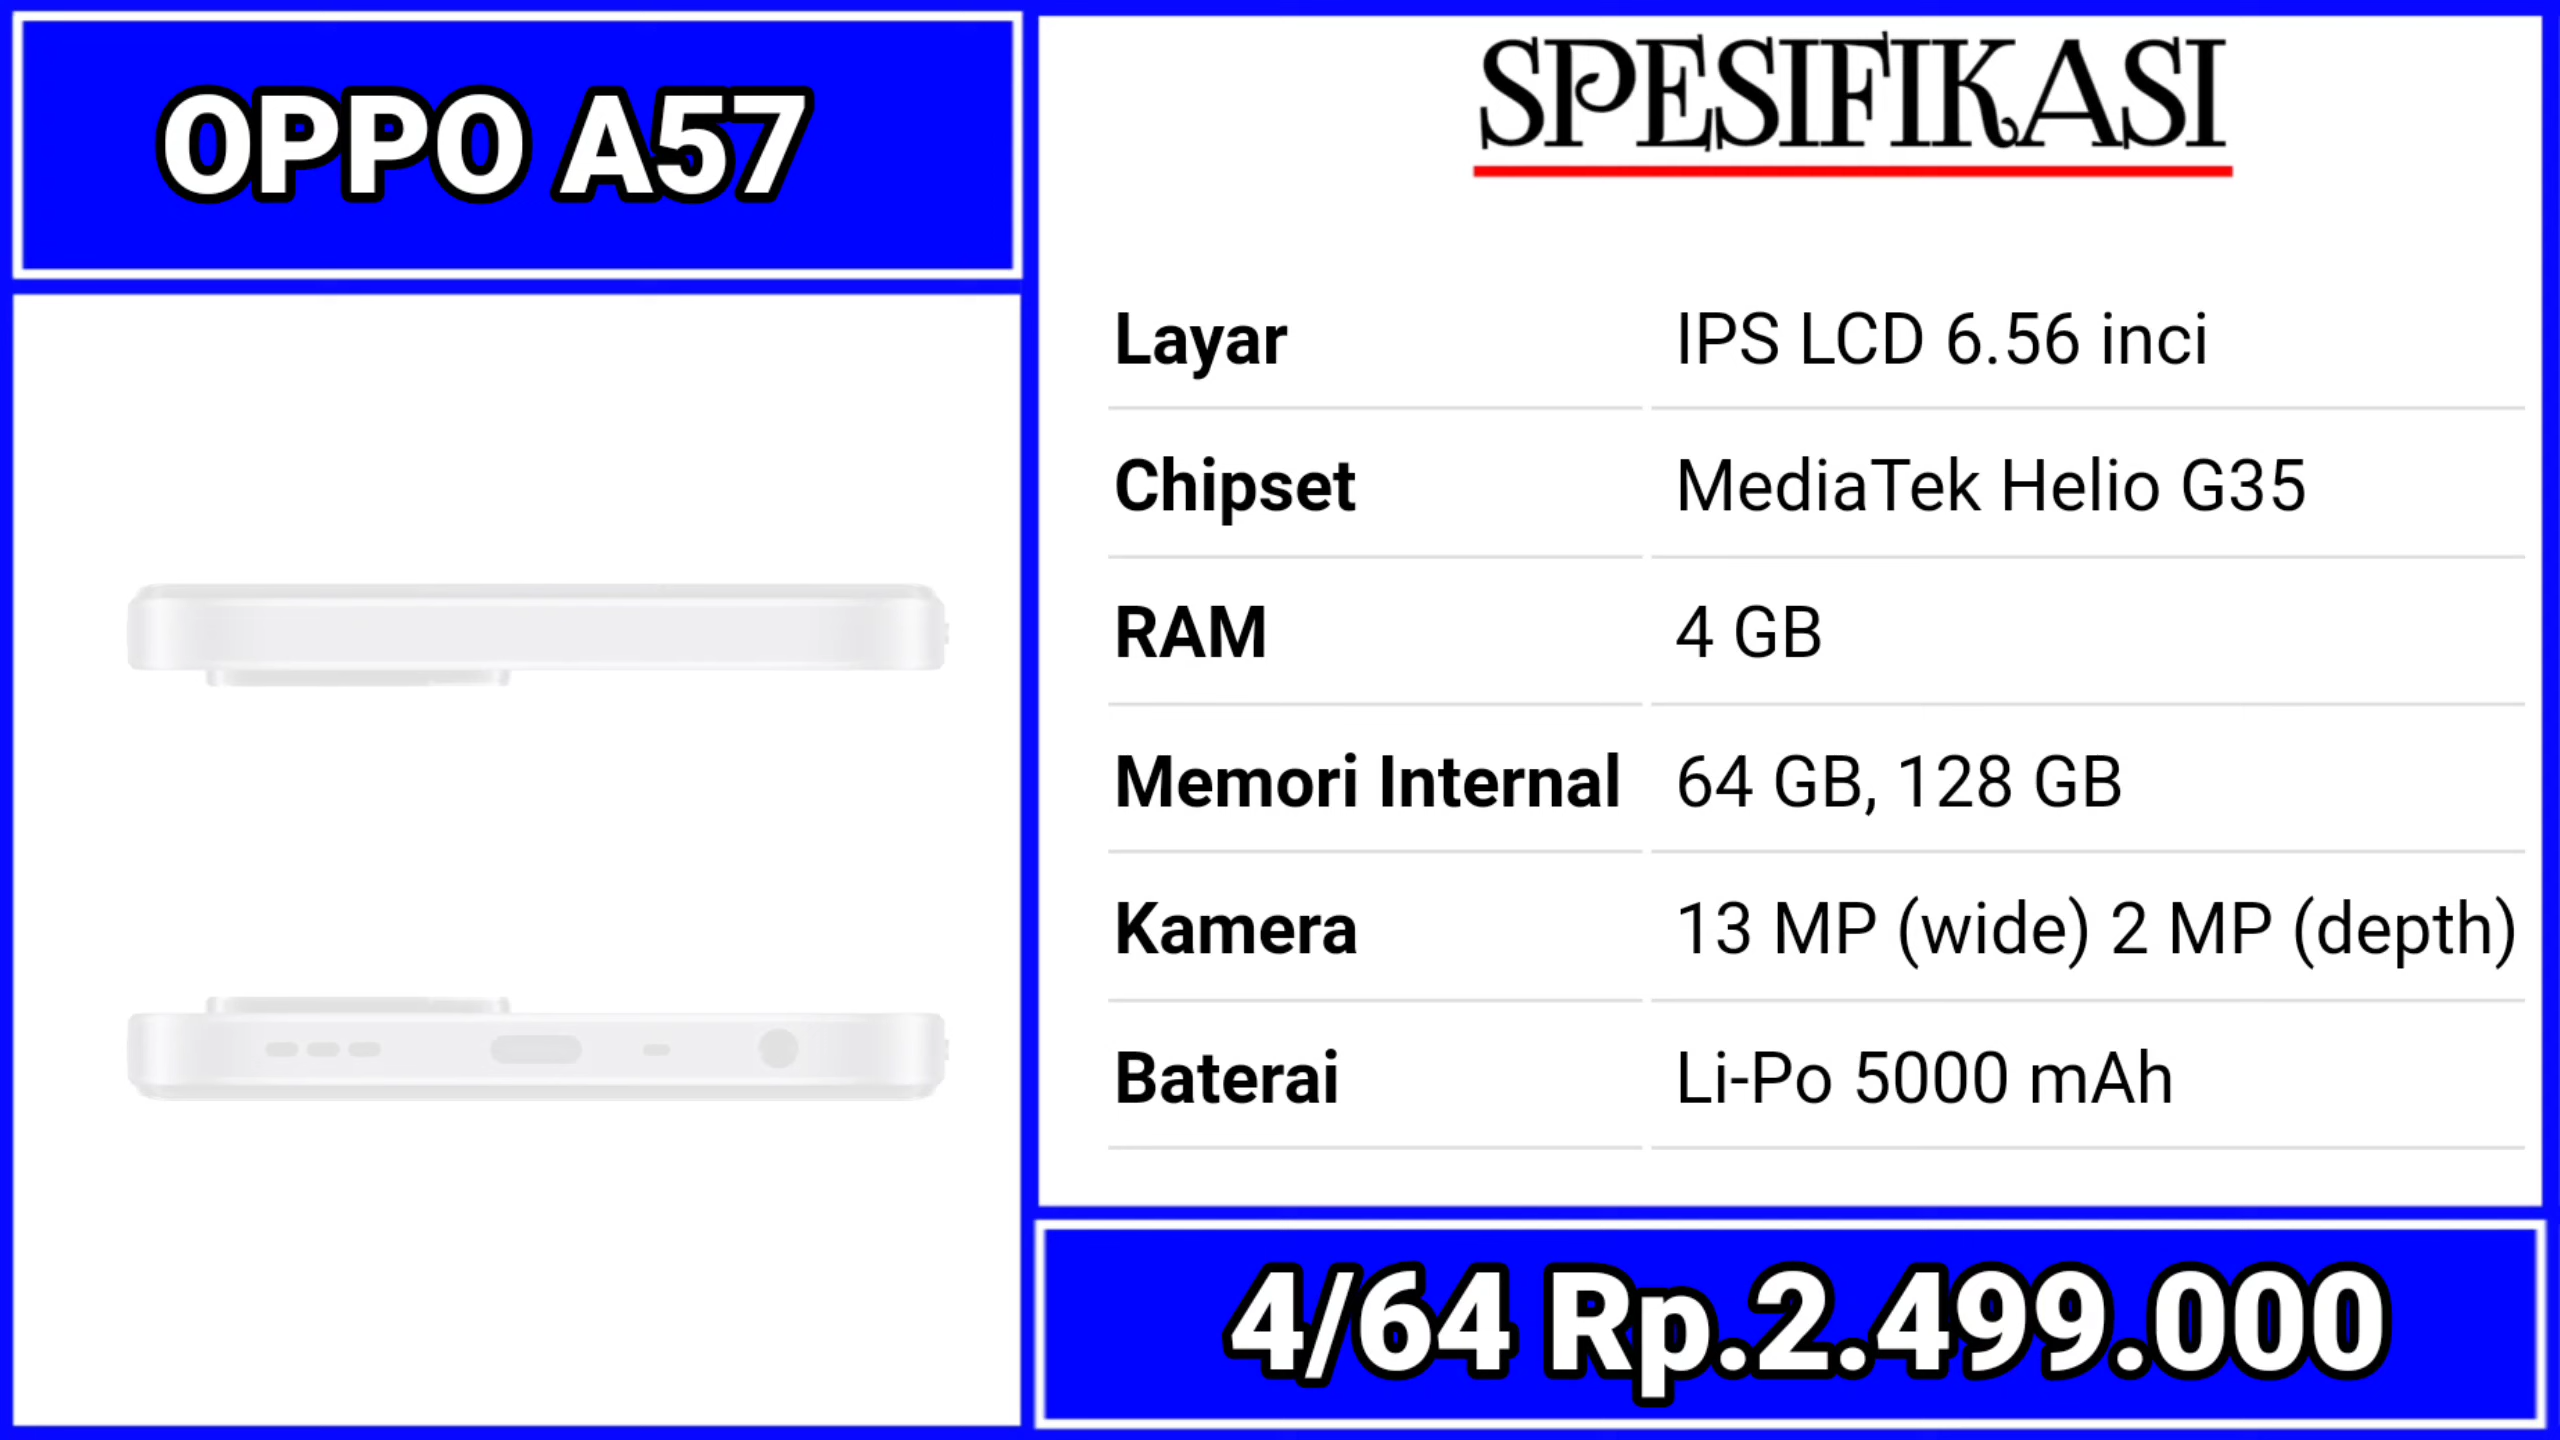 OPPO A57
SPESIFIKASI
Layar IPS LCD 6.56 inci
Chipset MediaTek Helio G35
RAM 4 GB
Memori Internal 64 GB, 128 GB
Kamera 13 MP (wide) 2 MP (depth)
Baterai Li-Po 5000 mAh
4/64 Rp.2.499.000